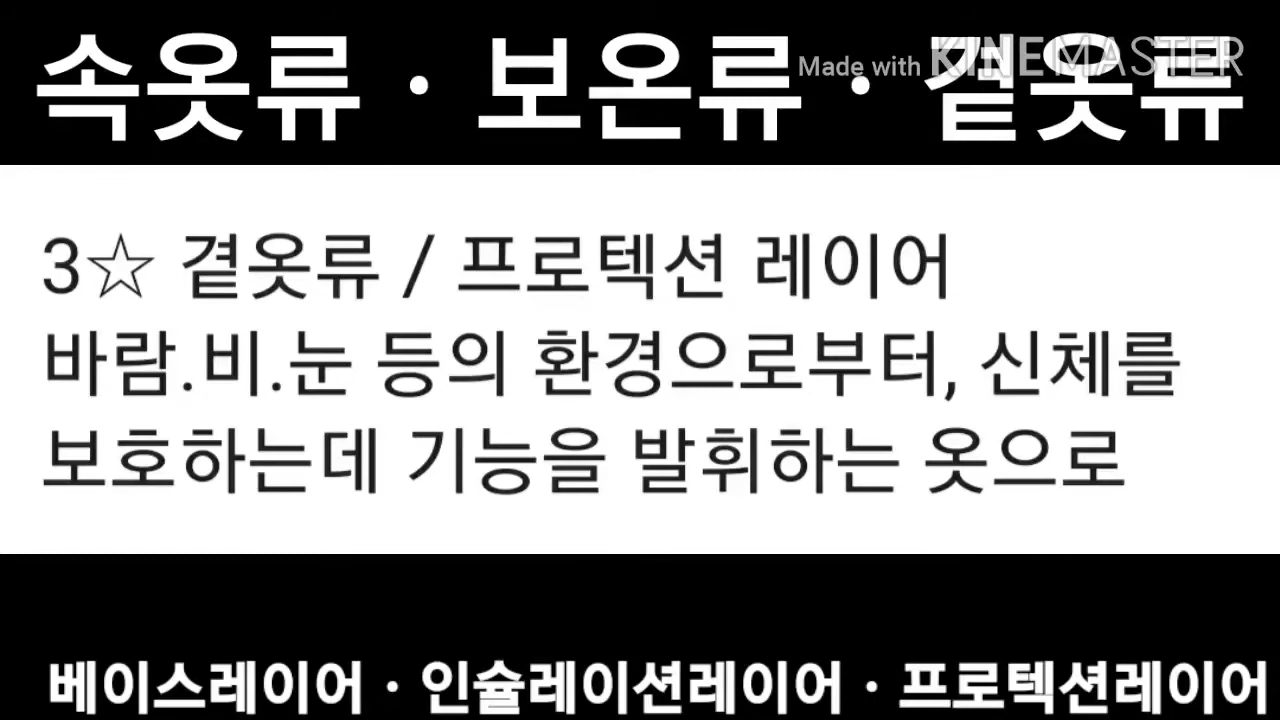 속옷류 · 보온류 · 곁옷류
Made with KINEMASTER
3☆ 곁옷류 / 프로텍션 레이어
바람.비.눈 등의 환경으로부터, 신체를
보호하는데 기능을 발휘하는 옷으로
베이스레이어 · 인슐레이션레이어 · 프로텍션레이어